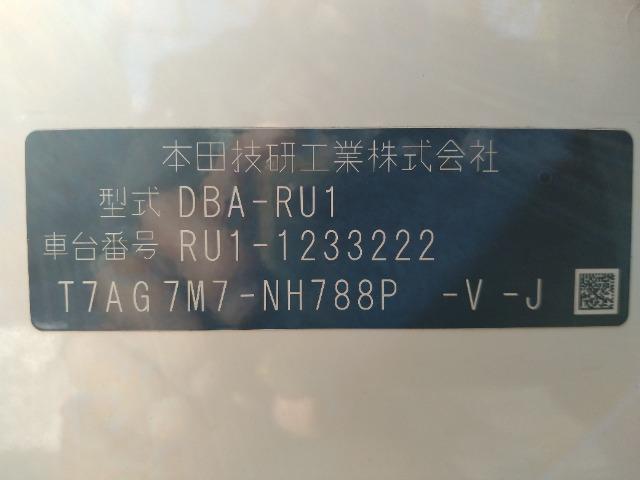 本田技研工業株式会社
型式 DBA-RU1
車台番号 RU1-1233222
T7AG7M7-NH788P -V -J